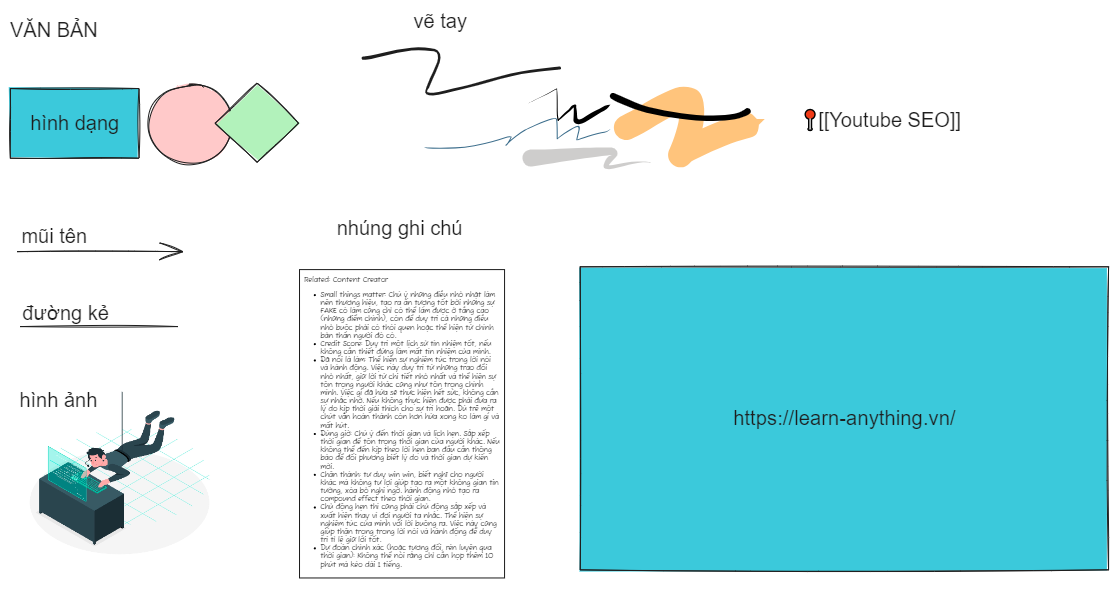 VĂN BẢN
vẽ tay
hình dạng
[[Youtube SEO]]
mũi tên
nhúng ghi chú
đường kẻ
hình ảnh
Related: Content Creator
Small things matter: Chú ý những điều nhỏ nhặt làm
nên thương hiệu, tạo ra ấn tượng tốt bởi những sự
FAKE có làm cũng chỉ có thể làm được ở tầng cao
(những điểm chính), còn để duy trì cả những điều
nhỏ buộc phải có thói quen hoặc thể hiện từ chính
bản thân người đó có.
Credit Score: Duy trì một lịch sử tín nhiệm tốt, nếu
không cần thiết đừng làm mất tín nhiệm của mình.
Đã nói là làm: Thể hiện sự nghiêm túc trong lời nói
và hành động. Việc này duy trì từ những trao đổi
nhỏ nhất, giữ lời từ chi tiết nhỏ nhất và thể hiện sự
tôn trọng người khác cũng như tôn trọng chính
mình. Việc gì đã hứa sẽ thực hiện hết sức, không cần
sự nhắc nhở. Nếu không thực hiện được phải đưa ra
lý do kịp thời giải thích cho sự trì hoãn. Dù trễ một
chút vẫn hoàn thành còn hơn hứa xong ko làm gì và
mất hút.
Đúng giờ: Chú ý đến thời gian và lịch hẹn. Sắp xếp
thời gian để tôn trọng thời gian của người khác. Nếu
không thể đến kịp theo lời hẹn ban đầu cần thông
báo để đối phương biết lý do và thời gian dự kiến
mới.
Chân thành: tư duy win win, biết nghĩ cho người
khác mà không tư lợi giúp tạo ra một không gian tin
tưởng, xóa bỏ nghi ngờ. hành động nhỏ tạo ra
compound effect theo thời gian.
Chủ động hẹn thì cũng phải chủ động sắp xếp và
xuất hiện thay vì đợi người ta nhắc. Thể hiện sự
nghiêm túc của mình với lời buông ra. Việc này cũng
giúp thận trọng trong lời nói và hành động để duy
trì tỉ lệ giữ lời tốt.
Dự đoán chính xác (hoặc tương đối, rèn luyện qua
thời gian): Không thể nói rằng chỉ cần họp thêm 10
phút mà kéo dài 1 tiếng.
https://learn-anything.vn/